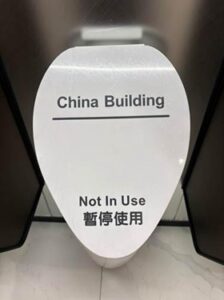 China Building
Not In Use
暫停使用